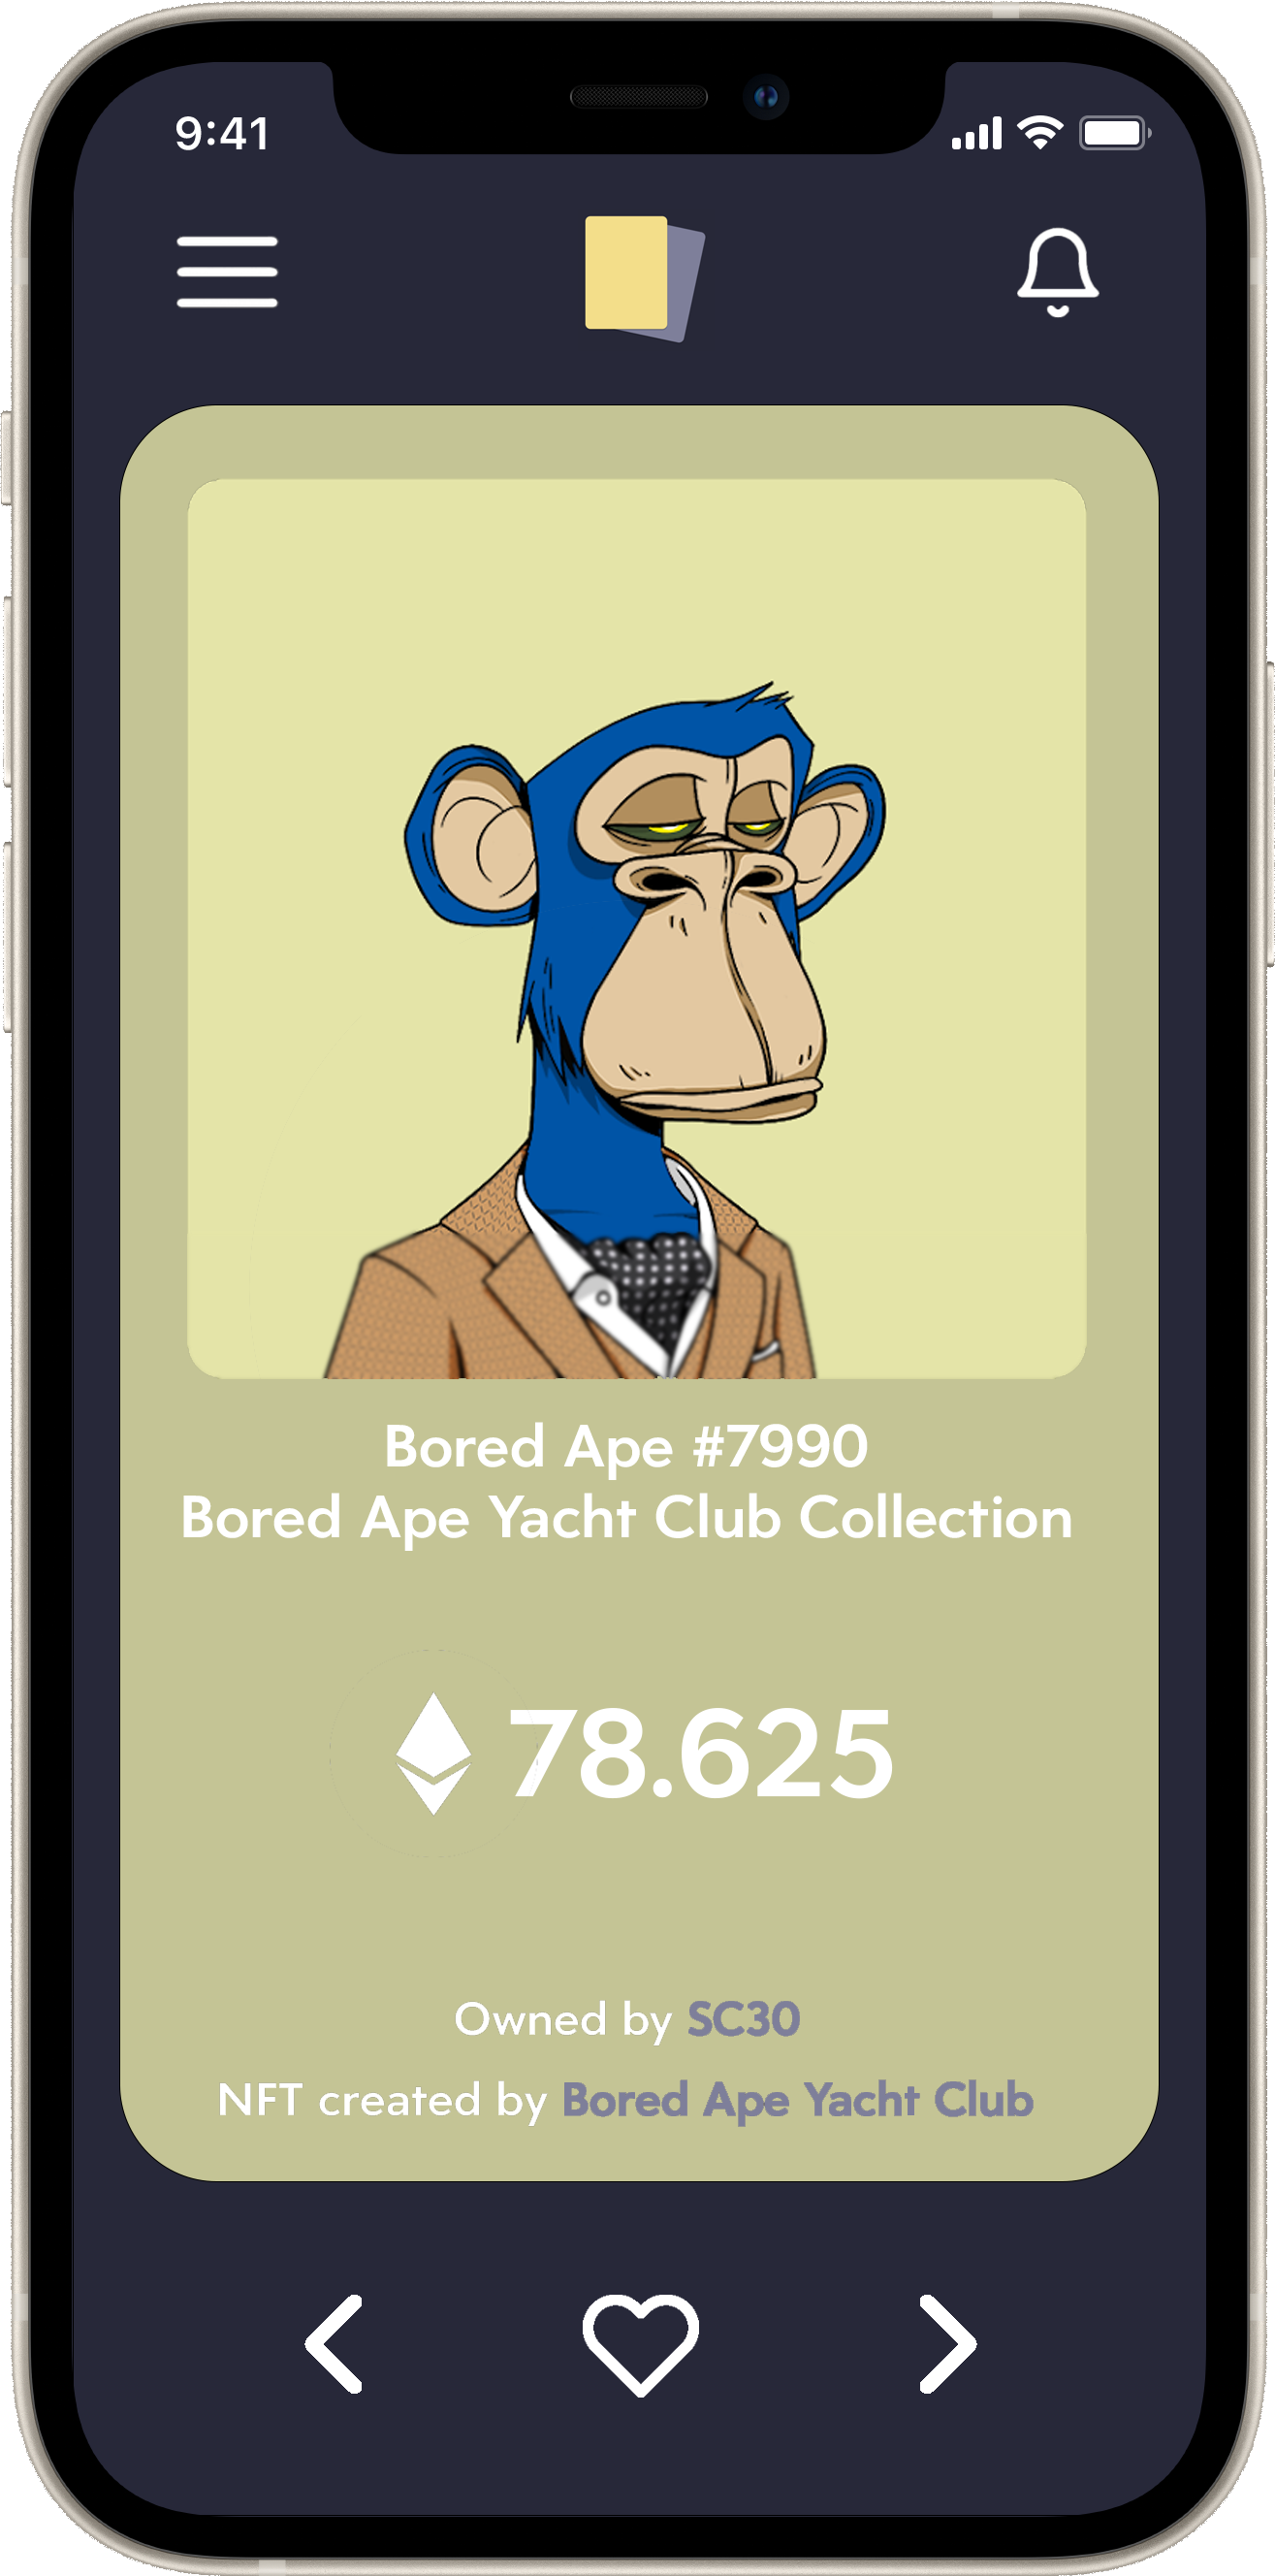 9:41
Bored Ape #7990
Bored Ape Yacht Club Collection
78.625
Owned by SC30
NFT created by Bored Ape Yacht Club